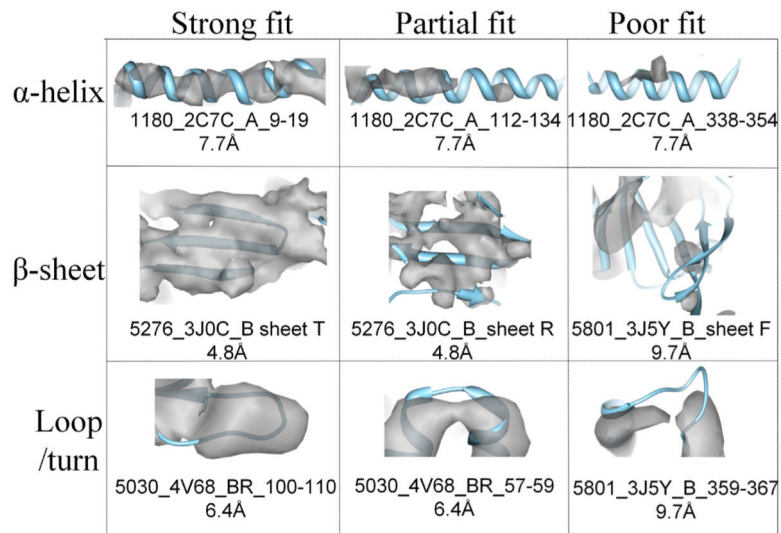 Strong fit Partial fit Poor fit
α-helix
1180_2C7C_A_9-19 1180_2C7C_A_112-134 1180_2C7C_A_338-354
7.7Å 7.7Å 7.7Å
β-sheet
5276_3J0C_B sheet T 5276_3J0C_B_sheet R 5801_3J5Y_B_sheet F
4.8Å 4.8Å 9.7Å
Loop
/turn
5030_4V68_BR_100-110 5030_4V68_BR_57-59 5801_3J5Y_B_359-367
6.4Å 6.4Å 9.7Å